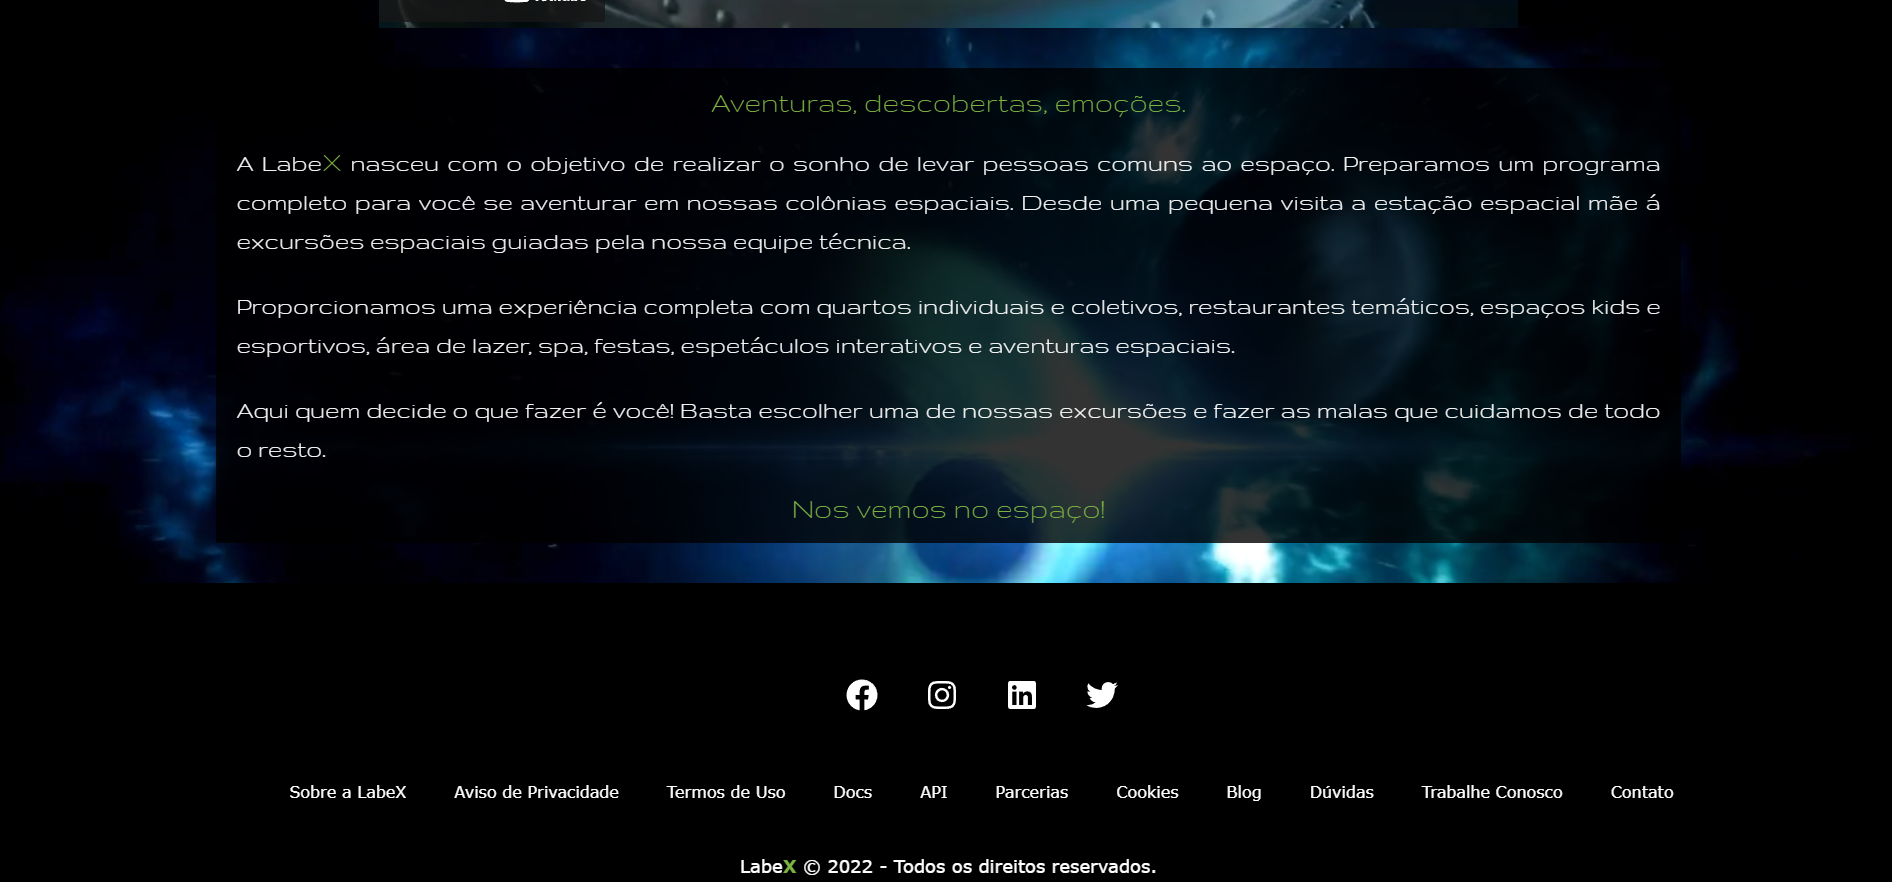 Aventuras, descobertas, emoções.
A LabeX nasceu com o objetivo de realizar o sonho de levar pessoas comuns ao espaço. Preparamos um programa
completo para você se aventurar em nossas colônias espaciais. Desde uma pequena visita a estação espacial mãe á
excursões espaciais guiadas pela nossa equipe técnica.
Proporcionamos uma experiência completa com quartos individuais e coletivos, restaurantes temáticos, espaços kids e
esportivos, área de lazer, spa, festas, espetáculos interativos e aventuras espaciais.
Aqui quem decide o que fazer é você! Basta escolher uma de nossas excursões e fazer as malas que cuidamos de todo
o resto.
Nos vemos no espaço!
Sobre a LabeX Aviso de Privacidade Termos de Uso Docs API Parcerias Cookies Blog Dúvidas Trabalhe Conosco Contato
LabeX © 2022 - Todos os direitos reservados.